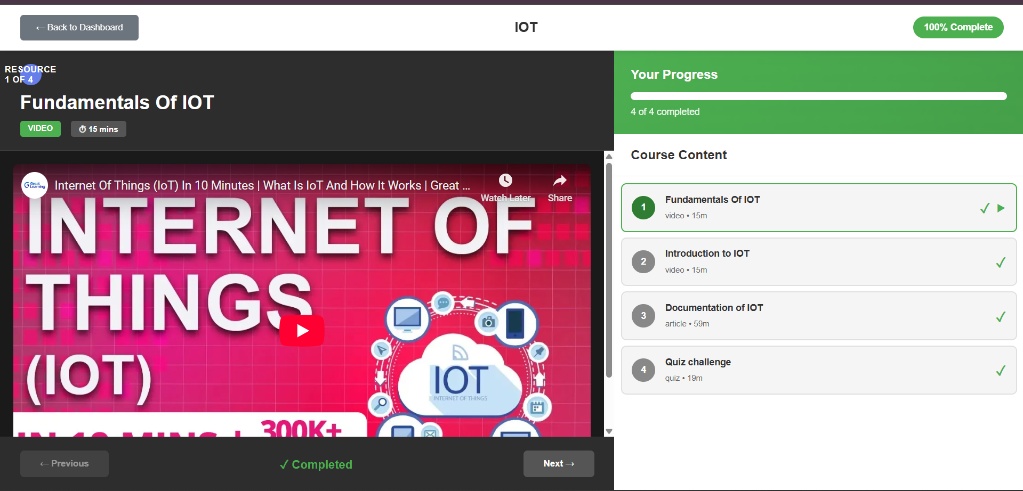 ← Back to Dashboard
IOT
100% Complete
RESOURCE
1 OF 4
Fundamentals Of IOT
VIDEO
⏱ 15 mins
Great Learning
Internet Of Things (IoT) In 10 Minutes | What Is IoT And How It Works | Great ...
Watch Later
Share
INTERNET OF
THINGS
(IOT)
IOT
INTERNET OF THINGS
IN 10 MINS +
300K+
← Previous
✓ Completed
Next →
Your Progress
4 of 4 completed
Course Content
1
Fundamentals Of IOT
video • 15m
✓ ▶
2
Introduction to IOT
video • 15m
✓
3
Documentation of IOT
article • 59m
✓
4
Quiz challenge
quiz • 19m
✓